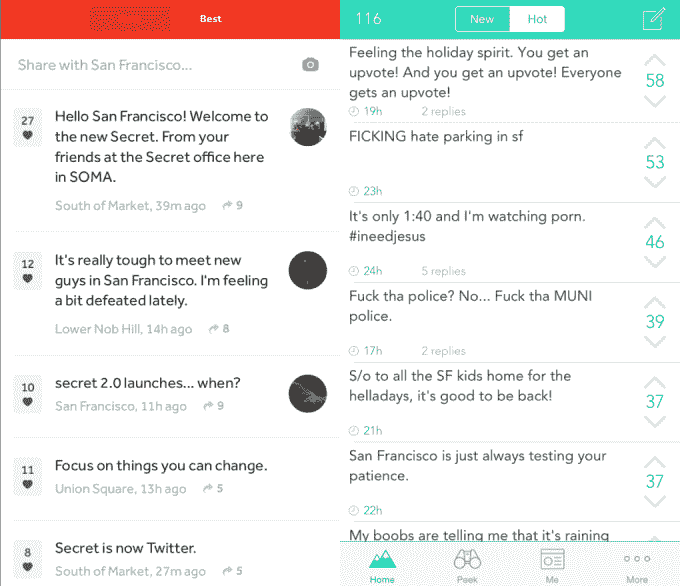 Best
Share with San Francisco...
27
Hello San Francisco! Welcome to
the new Secret. From your
friends at the Secret office here
in SOMA.
South of Market, 39m ago 9
12
It's really tough to meet new
guys in San Francisco. I'm feeling
a bit defeated lately.
Lower Nob Hill, 14h ago 8
10
secret 2.0 launches... when?
San Francisco, 11h ago 9
11
Focus on things you can change.
Union Square, 13h ago 5
8
Secret is now Twitter.
South of Market, 27m ago 5
116 New Hot
Feeling the holiday spirit. You get an
upvote! And you get an upvote! Everyone
gets an upvote!
58
19h 2 replies
FICKING hate parking in sf
53
23h
It's only 1:40 and I'm watching porn.
#ineedjesus
46
24h 5 replies
Fuck tha police? No... Fuck tha MUNI
police.
39
17h 2 replies
S/o to all the SF kids home for the
helladays, it's good to be back!
37
21h
San Francisco is just always testing your
patience.
37
22h
My boobs are telling me that it's raining
Home Peek Me More